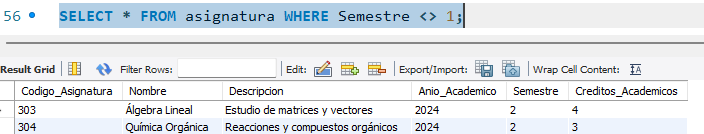 56 SELECT * FROM asignatura WHERE Semestre <> 1;
Result Grid Filter Rows: Edit: Export/Import: Wrap Cell Content:
Codigo_Asignatura Nombre Descripcion Anio_Academico Semestre Creditos_Academicos
303 Álgebra Lineal Estudio de matrices y vectores 2024 2 4
304 Química Orgánica Reacciones y compuestos orgánicos 2024 2 3